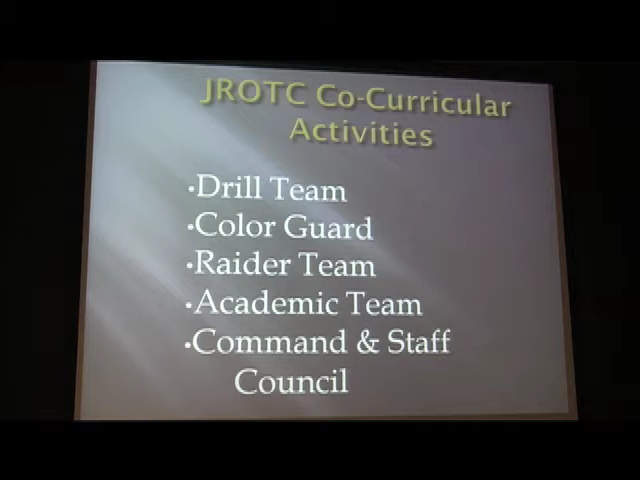 JROTC Co-Curricular
Activities
•Drill Team
•Color Guard
•Raider Team
•Academic Team
•Command & Staff
Council